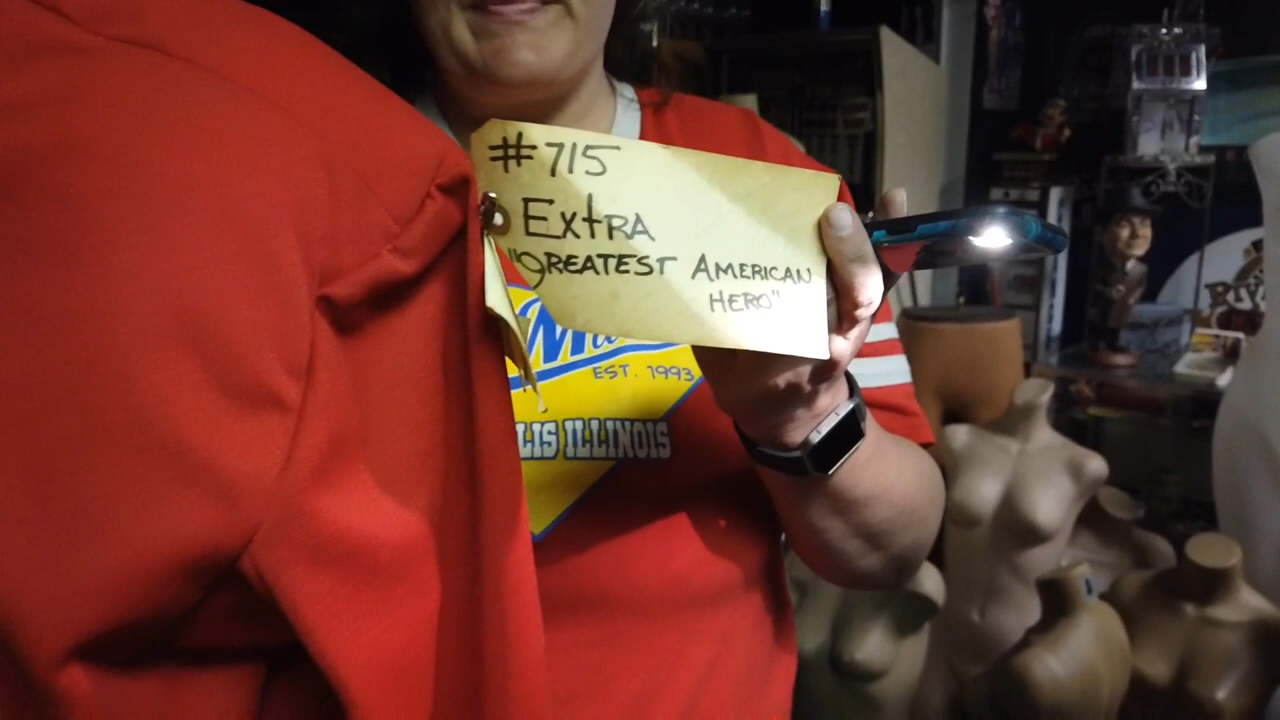 #715
Extra
"GREATEST AMERICAN
HERO"
EST. 1993
LIS ILLINOIS